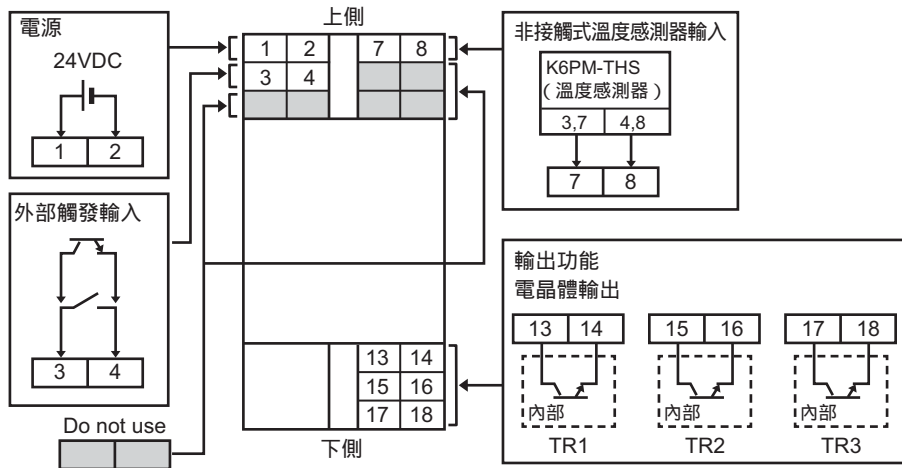 電源
24VDC
1 2
外部觸發輸入
3 4
Do not use
上側
1 2 7 8
3 4
13 14
15 16
17 18
下側
非接觸式溫度感測器輸入
K6PM-THS
（溫度感測器）
3,7 4,8
7 8
輸出功能
電晶體輸出
13 14 15 16 17 18
內部 內部 內部
TR1 TR2 TR3